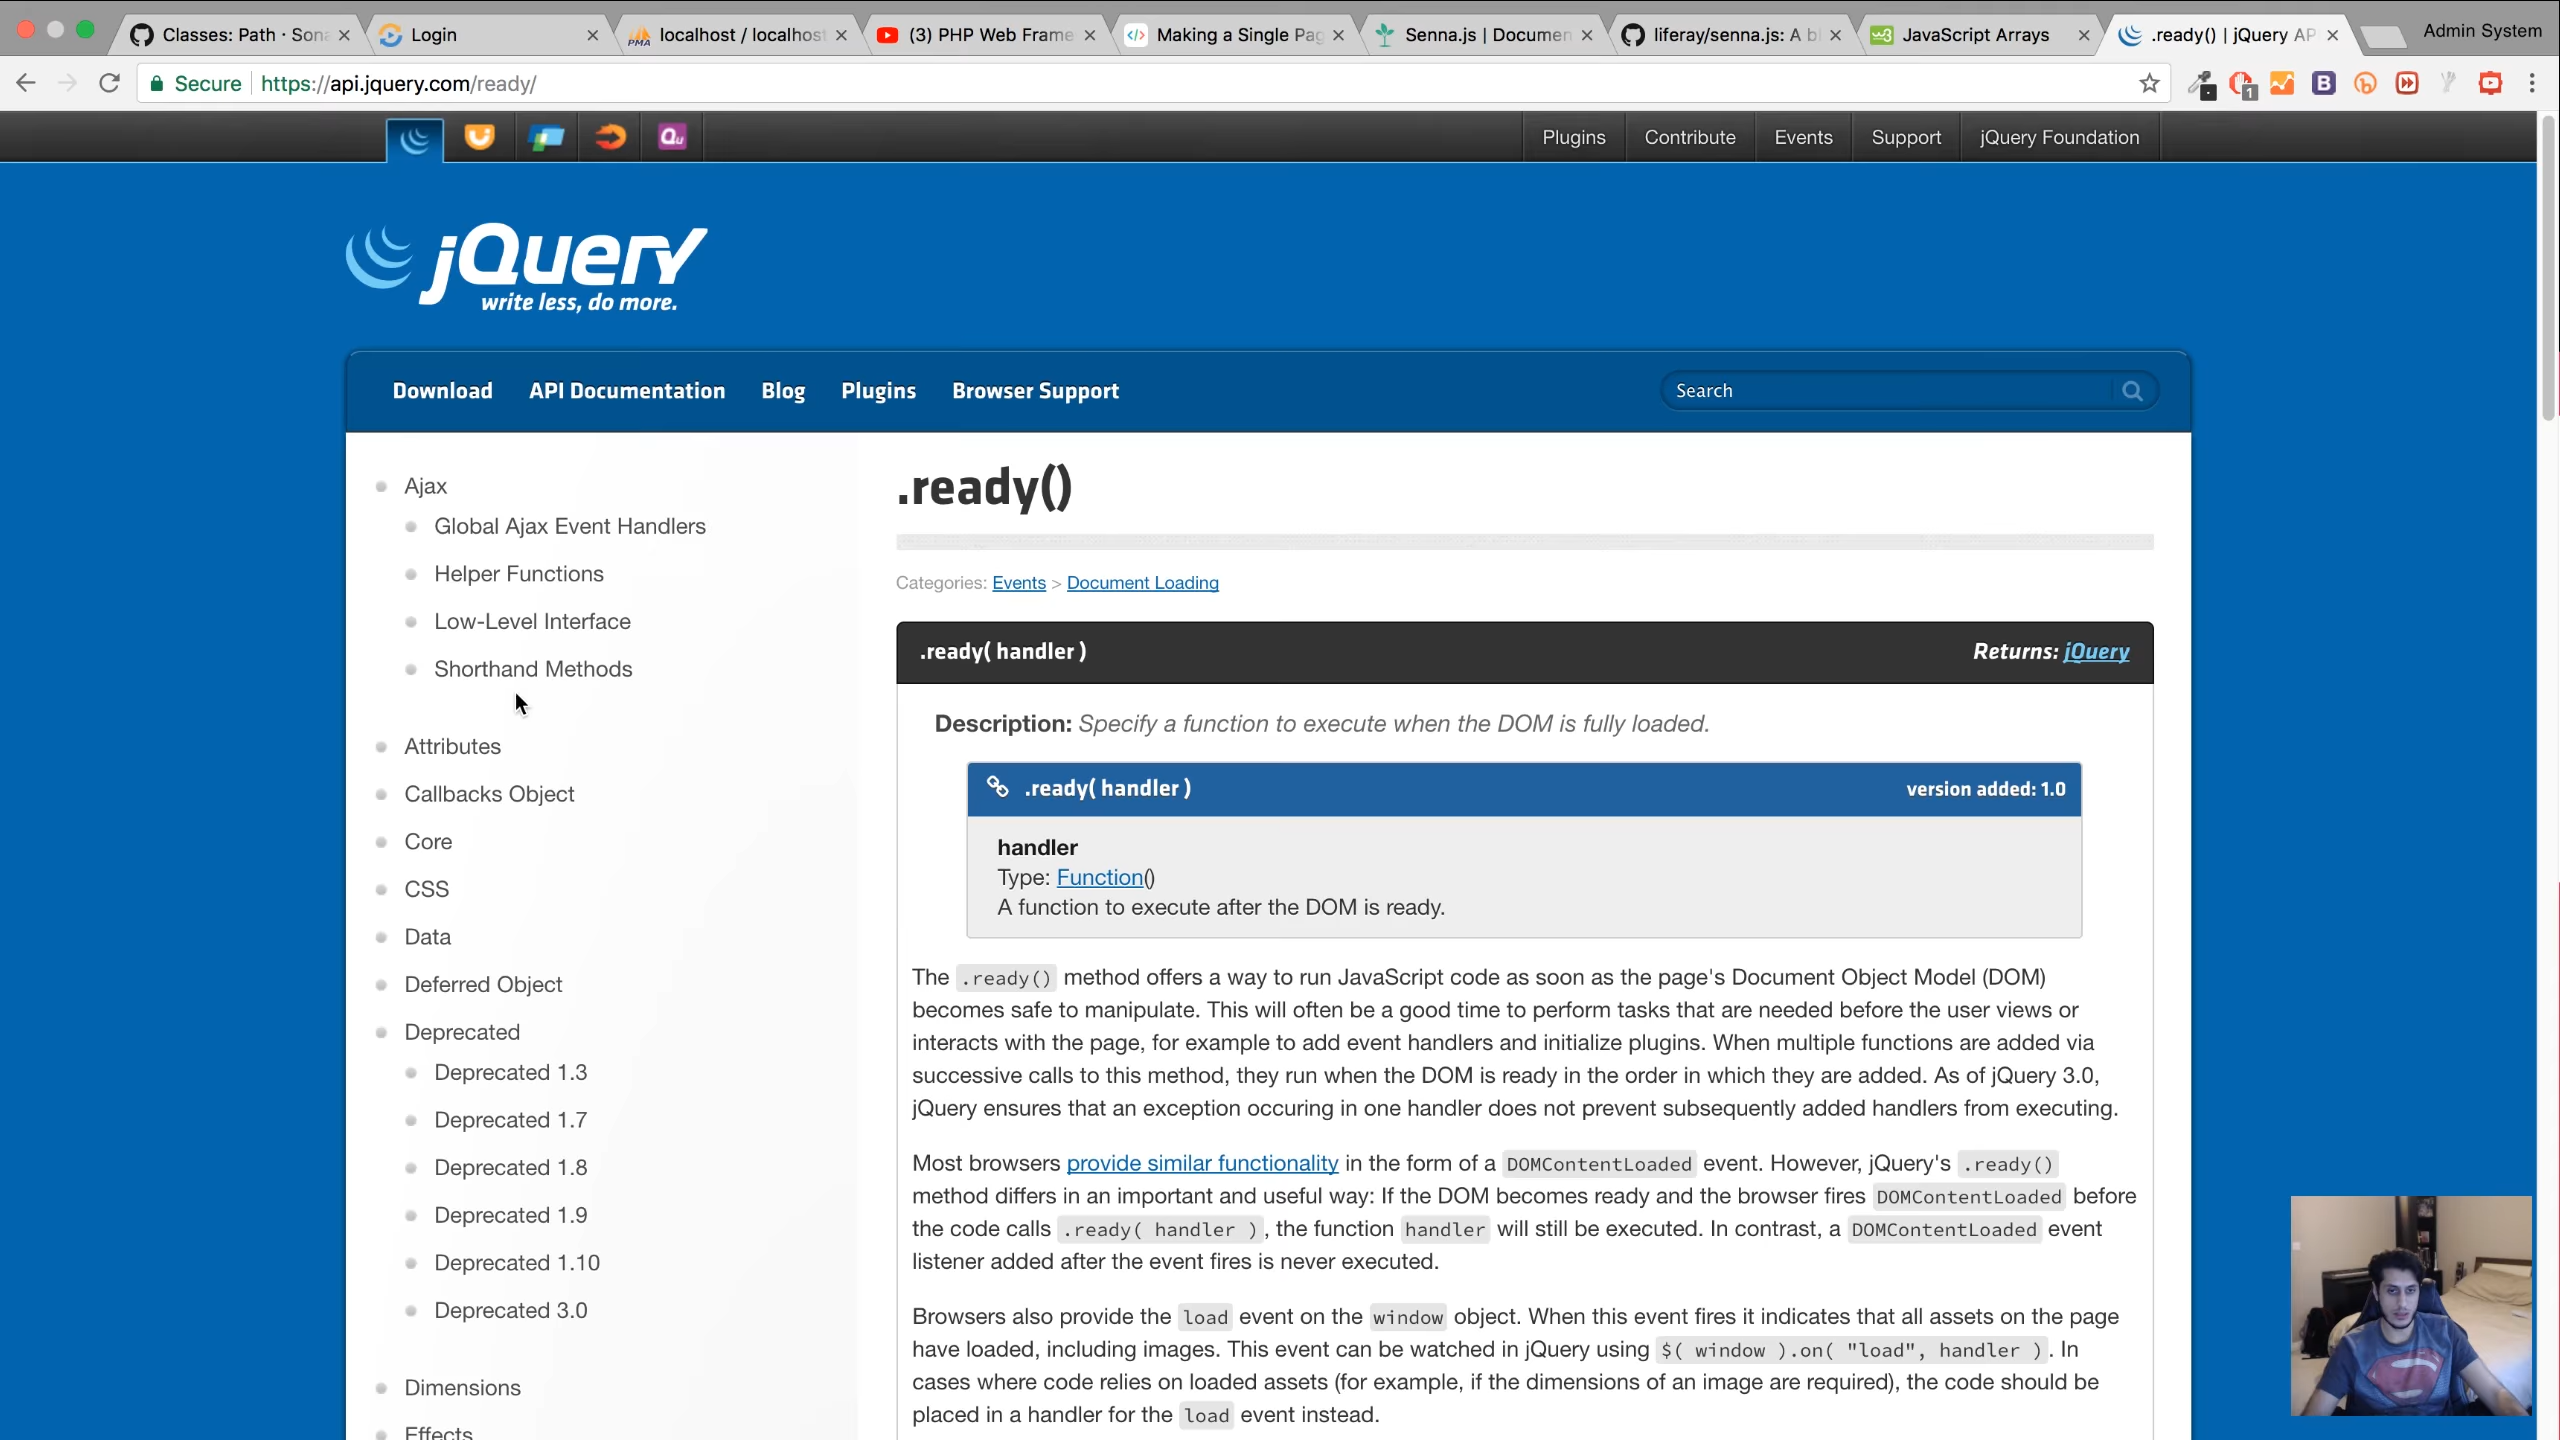 Classes: Path · Sona
Login
localhost / localhost
(3) PHP Web Frame
Making a Single Pag
Senna.js | Documen
liferay/senna.js: A bl
JavaScript Arrays
.ready() | jQuery AP
Admin System
Secure
https://api.jquery.com/ready/
1
B
Qu
Plugins
Contribute
Events
Support
jQuery Foundation
jQuery
write less, do more.
Download
API Documentation
Blog
Plugins
Browser Support
Search
Ajax
Global Ajax Event Handlers
Helper Functions
Low-Level Interface
Shorthand Methods
Attributes
Callbacks Object
Core
CSS
Data
Deferred Object
Deprecated
Deprecated 1.3
Deprecated 1.7
Deprecated 1.8
Deprecated 1.9
Deprecated 1.10
Deprecated 3.0
Dimensions
Effects
.ready()
Categories: Events > Document Loading
.ready( handler )
Returns: jQuery
Description: Specify a function to execute when the DOM is fully loaded.
.ready( handler )
version added: 1.0
handler
Type: Function()
A function to execute after the DOM is ready.
The .ready() method offers a way to run JavaScript code as soon as the page's Document Object Model (DOM)
becomes safe to manipulate. This will often be a good time to perform tasks that are needed before the user views or
interacts with the page, for example to add event handlers and initialize plugins. When multiple functions are added via
successive calls to this method, they run when the DOM is ready in the order in which they are added. As of jQuery 3.0,
jQuery ensures that an exception occuring in one handler does not prevent subsequently added handlers from executing.
Most browsers provide similar functionality in the form of a DOMContentLoaded event. However, jQuery's .ready()
method differs in an important and useful way: If the DOM becomes ready and the browser fires DOMContentLoaded before
the code calls .ready( handler ), the function handler will still be executed. In contrast, a DOMContentLoaded event
listener added after the event fires is never executed.
Browsers also provide the load event on the window object. When this event fires it indicates that all assets on the page
have loaded, including images. This event can be watched in jQuery using $( window ).on( "load", handler ). In
cases where code relies on loaded assets (for example, if the dimensions of an image are required), the code should be
placed in a handler for the load event instead.